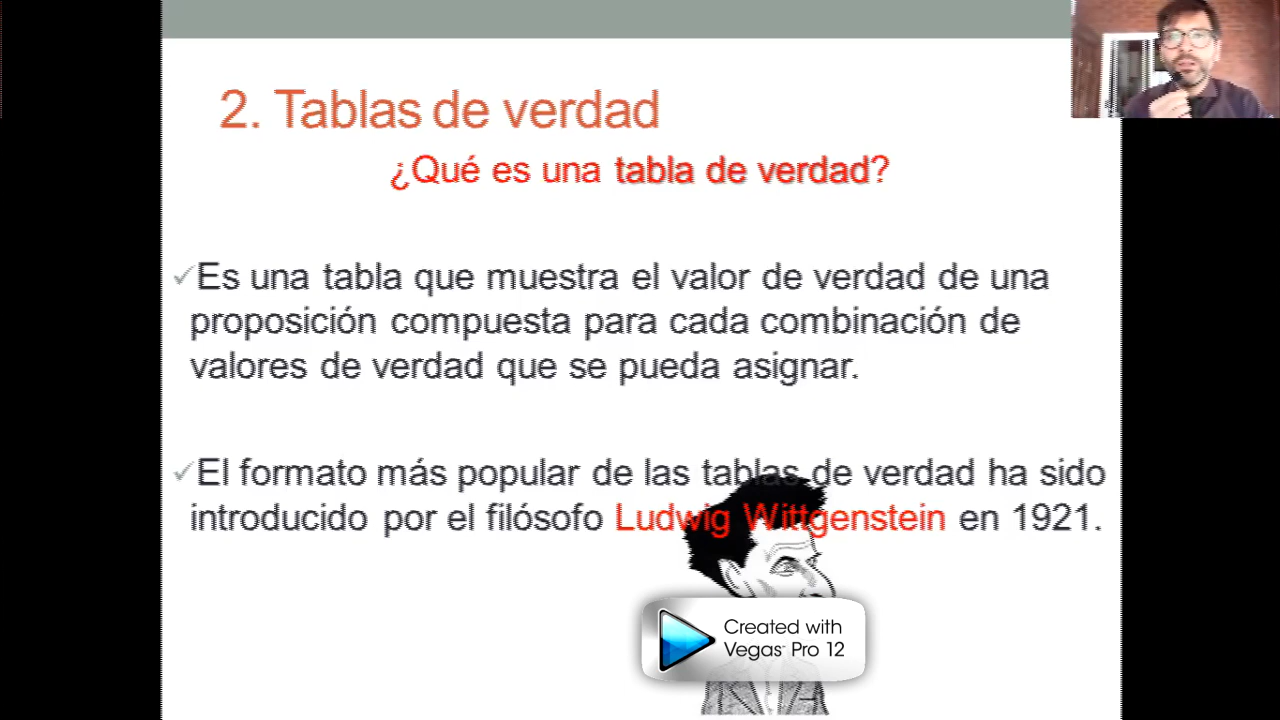 2. Tablas de verdad
¿Qué es una tabla de verdad?
Es una tabla que muestra el valor de verdad de una
proposición compuesta para cada combinación de
valores de verdad que se pueda asignar.
El formato más popular de las tablas de verdad ha sido
introducido por el filósofo Ludwig Wittgenstein en 1921.
Created with
Vegas Pro 12